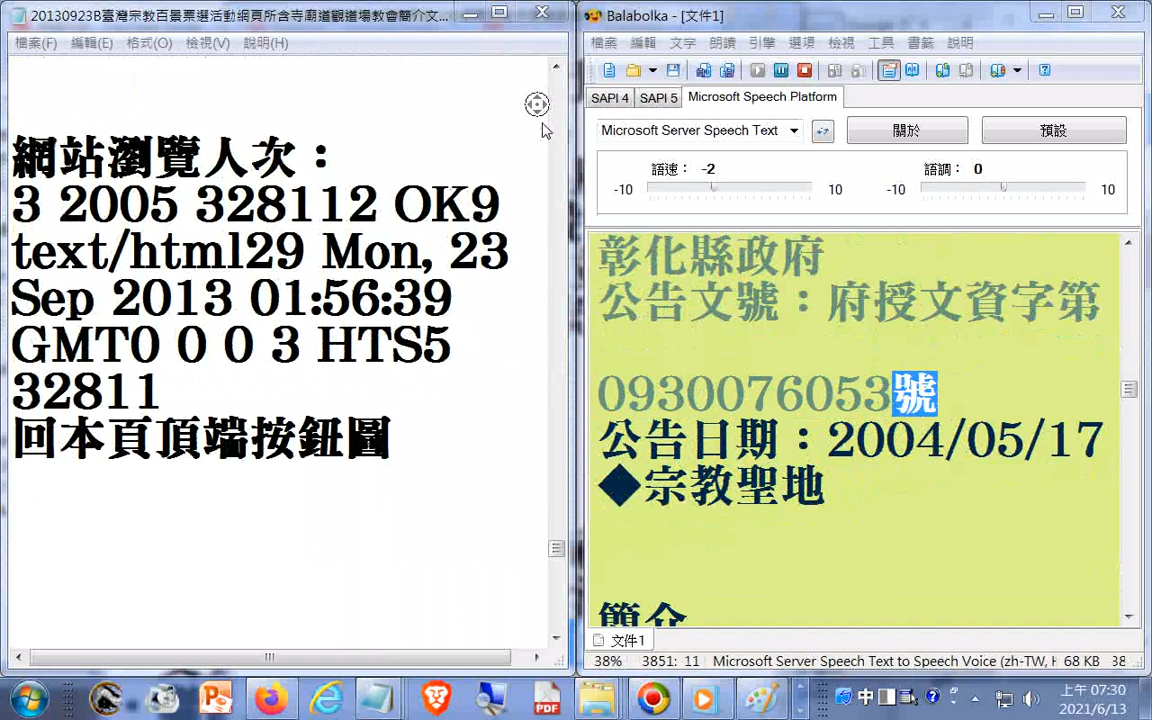 20130923B臺灣宗教百景票選活動網頁所含寺廟道觀道場教會簡介文...
檔案(F) 編輯(E) 格式(O) 檢視(V) 說明(H)
網站瀏覽人次：
3 2005 328112 OK9
text/html29 Mon, 23
Sep 2013 01:56:39
GMT0 0 0 3 HTS5
32811
回本頁頂端按鈕圖
Balabolka - [文件1]
檔案 編輯 文字 朗讀 引擎 選項 檢視 工具 書籤 說明
SAPI 4 SAPI 5 Microsoft Speech Platform
Microsoft Server Speech Text 關於 預設
語速： -2 語調： 0
-10 10 -10 10
彰化縣政府
公告文號：府授文資字第
0930076053號
公告日期：2004/05/17
◆宗教聖地
簡介
文件1
38% 3851: 11 Microsoft Server Speech Text to Speech Voice (zh-TW, H 68 KB 38
中 上午 07:30
2021/6/13